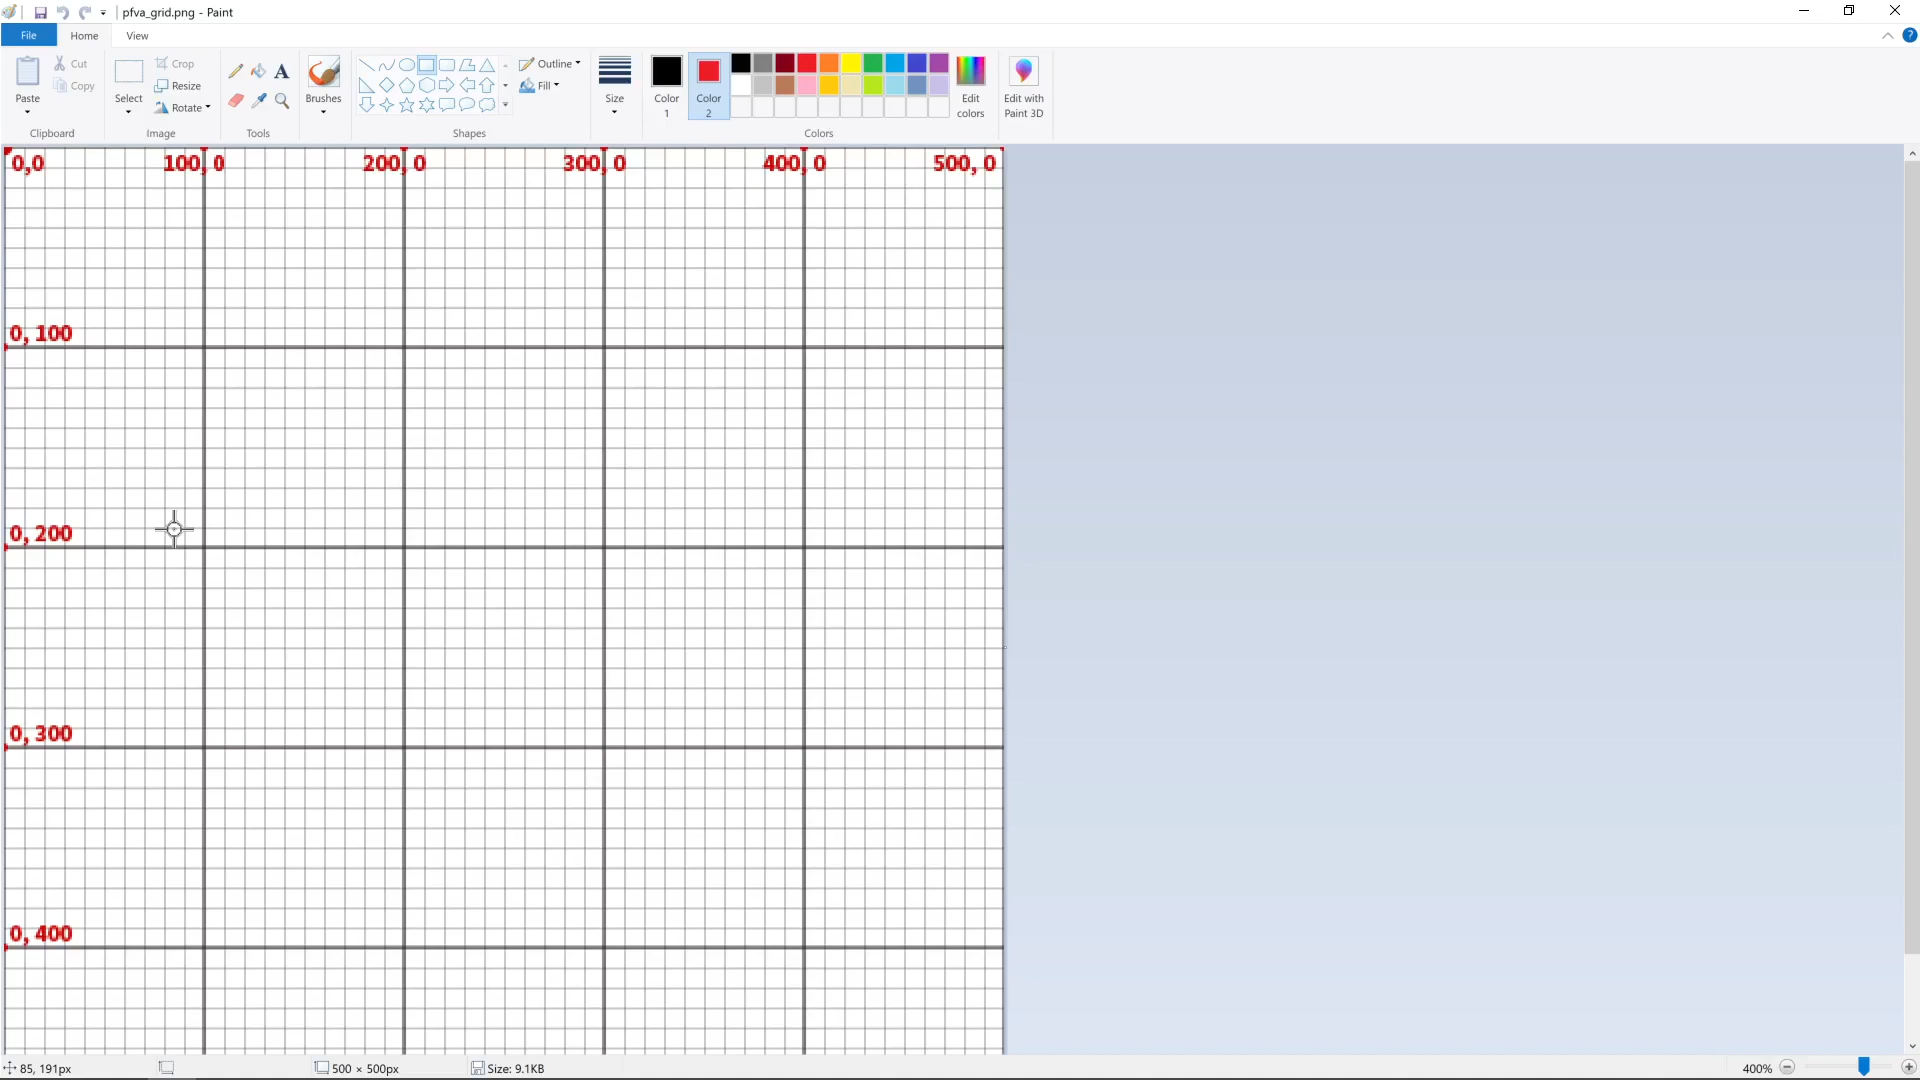 pfva_grid.png - Paint
File Home View
Paste Cut Copy
Clipboard
Select Crop Resize Rotate
Image
A
Tools
Brushes
Outline Fill
Shapes
Size
Color 1 Color 2
Edit colors
Colors
Edit with Paint 3D
?
0,0 100, 0 200, 0 300, 0 400, 0 500, 0
0, 100
0, 200
0, 300
0, 400
85, 191px 500 × 500px Size: 9.1KB 400%